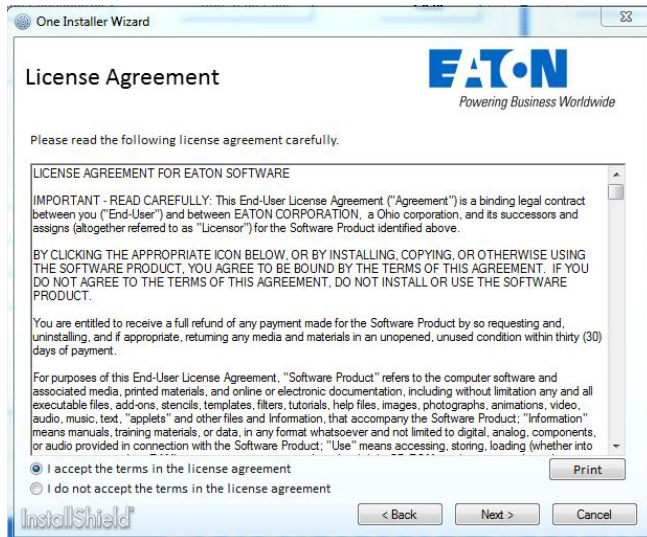 One Installer Wizard
License Agreement
EATON
Powering Business Worldwide
Please read the following license agreement carefully.
LICENSE AGREEMENT FOR EATON SOFTWARE
IMPORTANT - READ CAREFULLY: This End-User License Agreement ("Agreement") is a binding legal contract
between you ("End-User") and between EATON CORPORATION, a Ohio corporation, and its successors and
assigns (altogether referred to as "Licensor") for the Software Product identified above.
BY CLICKING THE APPROPRIATE ICON BELOW, OR BY INSTALLING, COPYING, OR OTHERWISE USING
THE SOFTWARE PRODUCT, YOU AGREE TO BE BOUND BY THE TERMS OF THIS AGREEMENT. IF YOU
DO NOT AGREE TO THE TERMS OF THIS AGREEMENT, DO NOT INSTALL OR USE THE SOFTWARE
PRODUCT.
You are entitled to receive a full refund of any payment made for the Software Product by so requesting and,
uninstalling, and if appropriate, returning any media and materials in an unopened, unused condition within thirty (30)
days of payment.
For purposes of this End-User License Agreement, "Software Product" refers to the computer software and
associated media, printed materials, and online or electronic documentation, including without limitation any and all
executable files, add-ons, stencils, templates, filters, tutorials, help files, images, photographs, animations, video,
audio, music, text, "applets" and other files and Information, that accompany the Software Product; "Information"
means manuals, training materials, or data, in any format whatsoever and not limited to digital, analog, components,
or audio provided in connection with the Software Product; "Use" means accessing, storing, loading (whether into
I accept the terms in the license agreement
Print
I do not accept the terms in the license agreement
InstallShield
< Back
Next >
Cancel